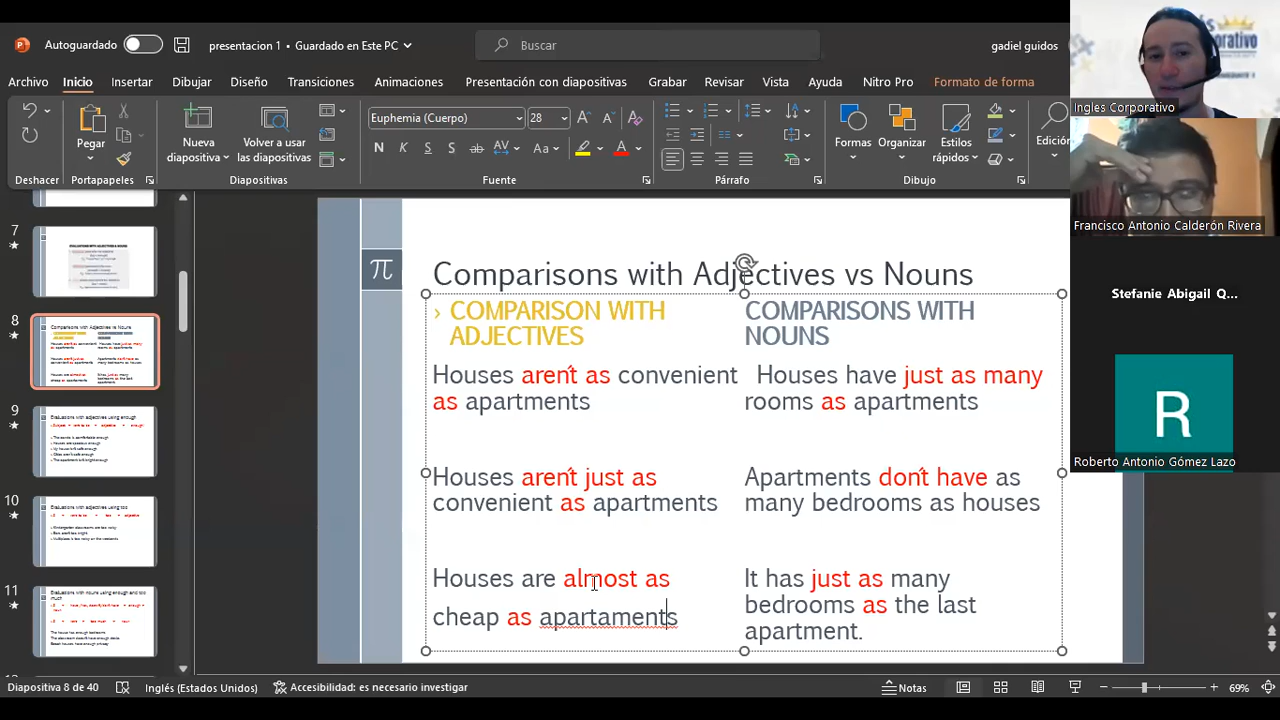 Autoguardado
presentacion 1 • Guardado en Este PC
Buscar
gadiel guidos
Archivo Inicio Insertar Dibujar Diseño Transiciones Animaciones Presentación con diapositivas Grabar Revisar Vista Ayuda Nitro Pro Formato de forma
Pegar
Nueva diapositiva
Volver a usar las diapositivas
Euphemia (Cuerpo) 28
Formas Organizar Estilos rápidos Edición
Deshacer Portapapeles Diapositivas Fuente Párrafo Dibujo
Ingles Corporativo
Francisco Antonio Calderón Rivera
Stefanie Abigail Q...
R
Roberto Antonio Gómez Lazo
7
8
9
10
11
π
Comparisons with Adjectives vs Nouns
› COMPARISON WITH
ADJECTIVES
Houses aren't as convenient
as apartments
Houses aren't just as
convenient as apartments
Houses are almost as
cheap as apartaments
COMPARISONS WITH
NOUNS
Houses have just as many
rooms as apartments
Apartments don't have as
many bedrooms as houses
It has just as many
bedrooms as the last
apartment.
Diapositiva 8 de 40
Inglés (Estados Unidos)
Accesibilidad: es necesario investigar
Notas
69%